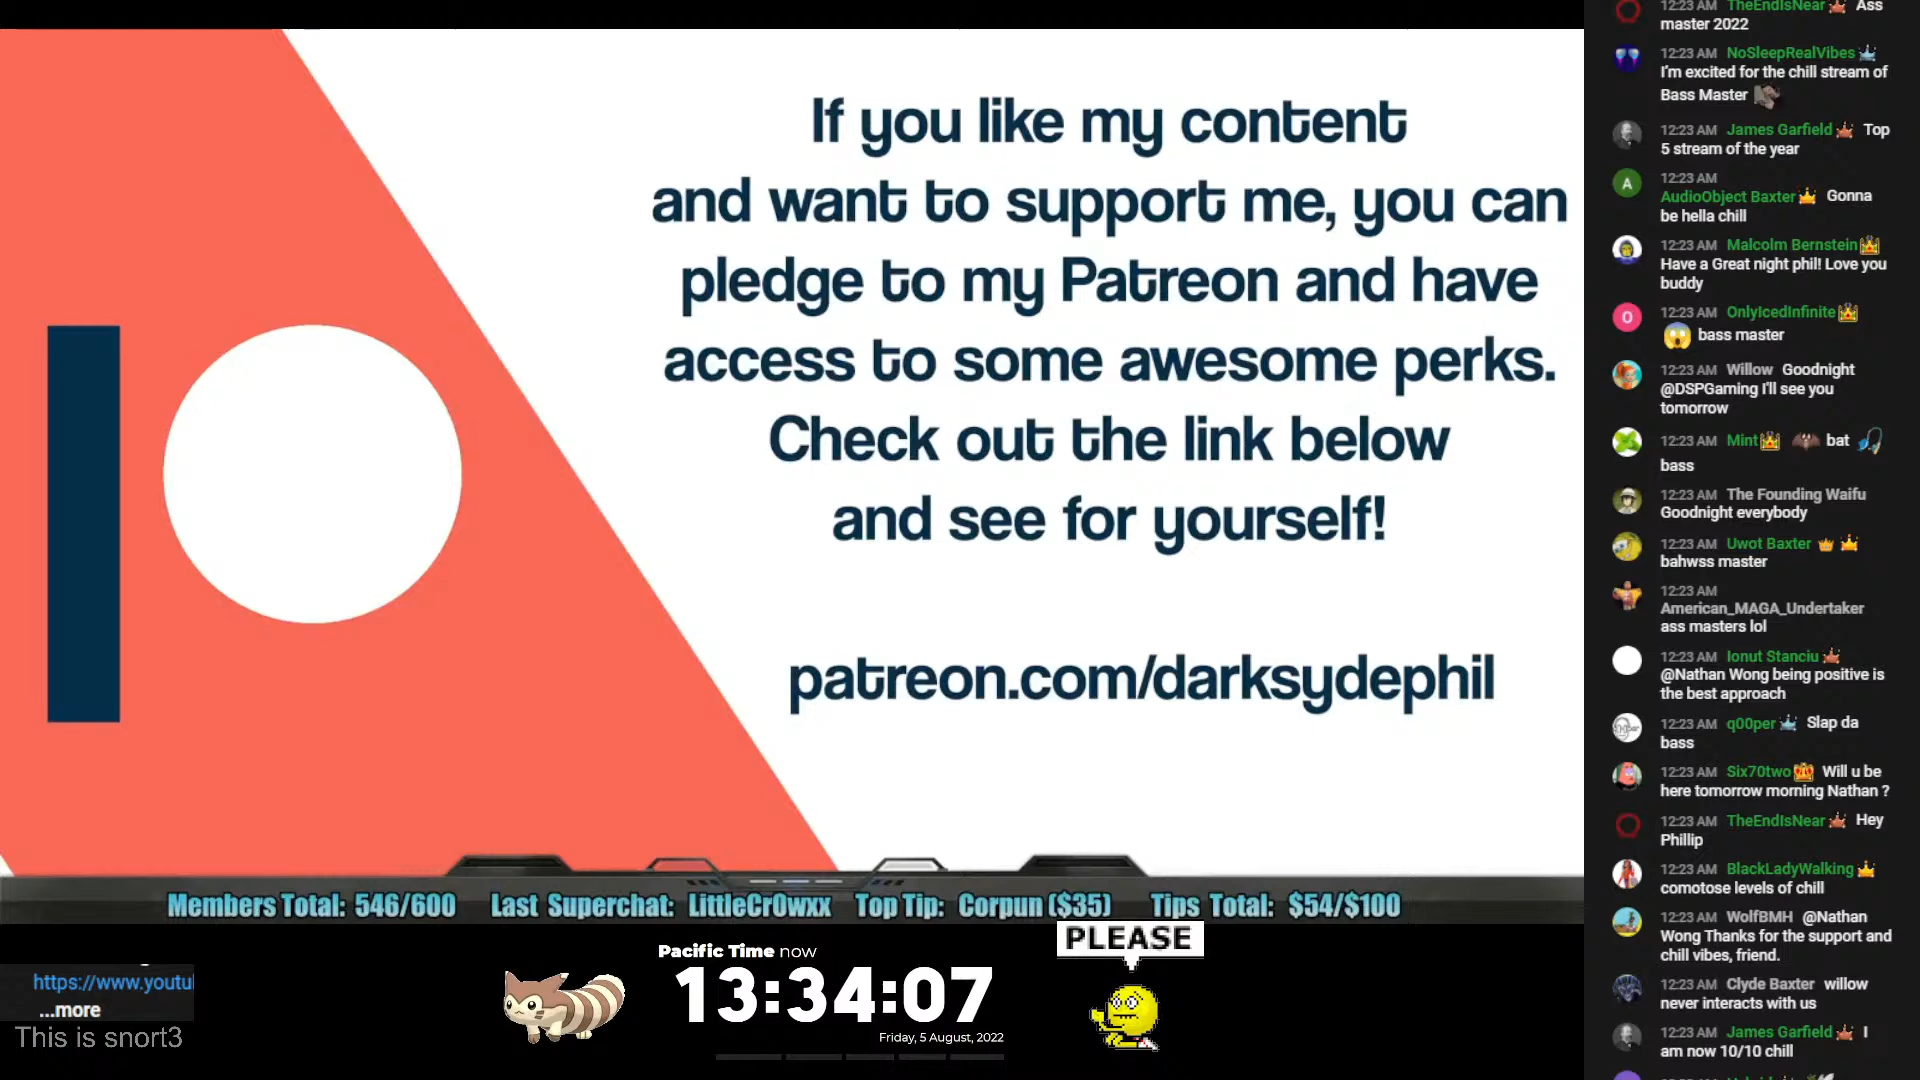 If you like my content
and want to support me, you can
pledge to my Patreon and have
access to some awesome perks.
Check out the link below
and see for yourself!
patreon.com/darksydephil
Members Total: 546/600 Last Superchat: LittleCr0wxx Top Tip: Corpun ($35) Tips Total: $54/$100
PLEASE
Pacific Time now
13:34:07
Friday, 5 August, 2022
https://www.youtu
...more
This is snort3
12:23 AM TheEndIsNear Ass
master 2022
12:23 AM NoSleepRealVibes
I'm excited for the chill stream of
Bass Master
12:23 AM James Garfield Top
5 stream of the year
A
12:23 AM
AudioObject Baxter Gonna
be hella chill
12:23 AM Malcolm Bernstein
Have a Great night phil! Love you
buddy
O
12:23 AM OnlyIcedInfinite
bass master
12:23 AM Willow Goodnight
@DSPGaming I'll see you
tomorrow
12:23 AM Mint bat
bass
12:23 AM The Founding Waifu
Goodnight everybody
12:23 AM Uwot Baxter
bahwss master
12:23 AM
American_MAGA_Undertaker
ass masters lol
12:23 AM Ionut Stanciu
@Nathan Wong being positive is
the best approach
12:23 AM q00per Slap da
bass
12:23 AM Six70two Will u be
here tomorrow morning Nathan ?
12:23 AM TheEndIsNear Hey
Phillip
12:23 AM BlackLadyWalking
comotose levels of chill
12:23 AM WolfBMH @Nathan
Wong Thanks for the support and
chill vibes, friend.
12:23 AM Clyde Baxter willow
never interacts with us
12:23 AM James Garfield I
am now 10/10 chill